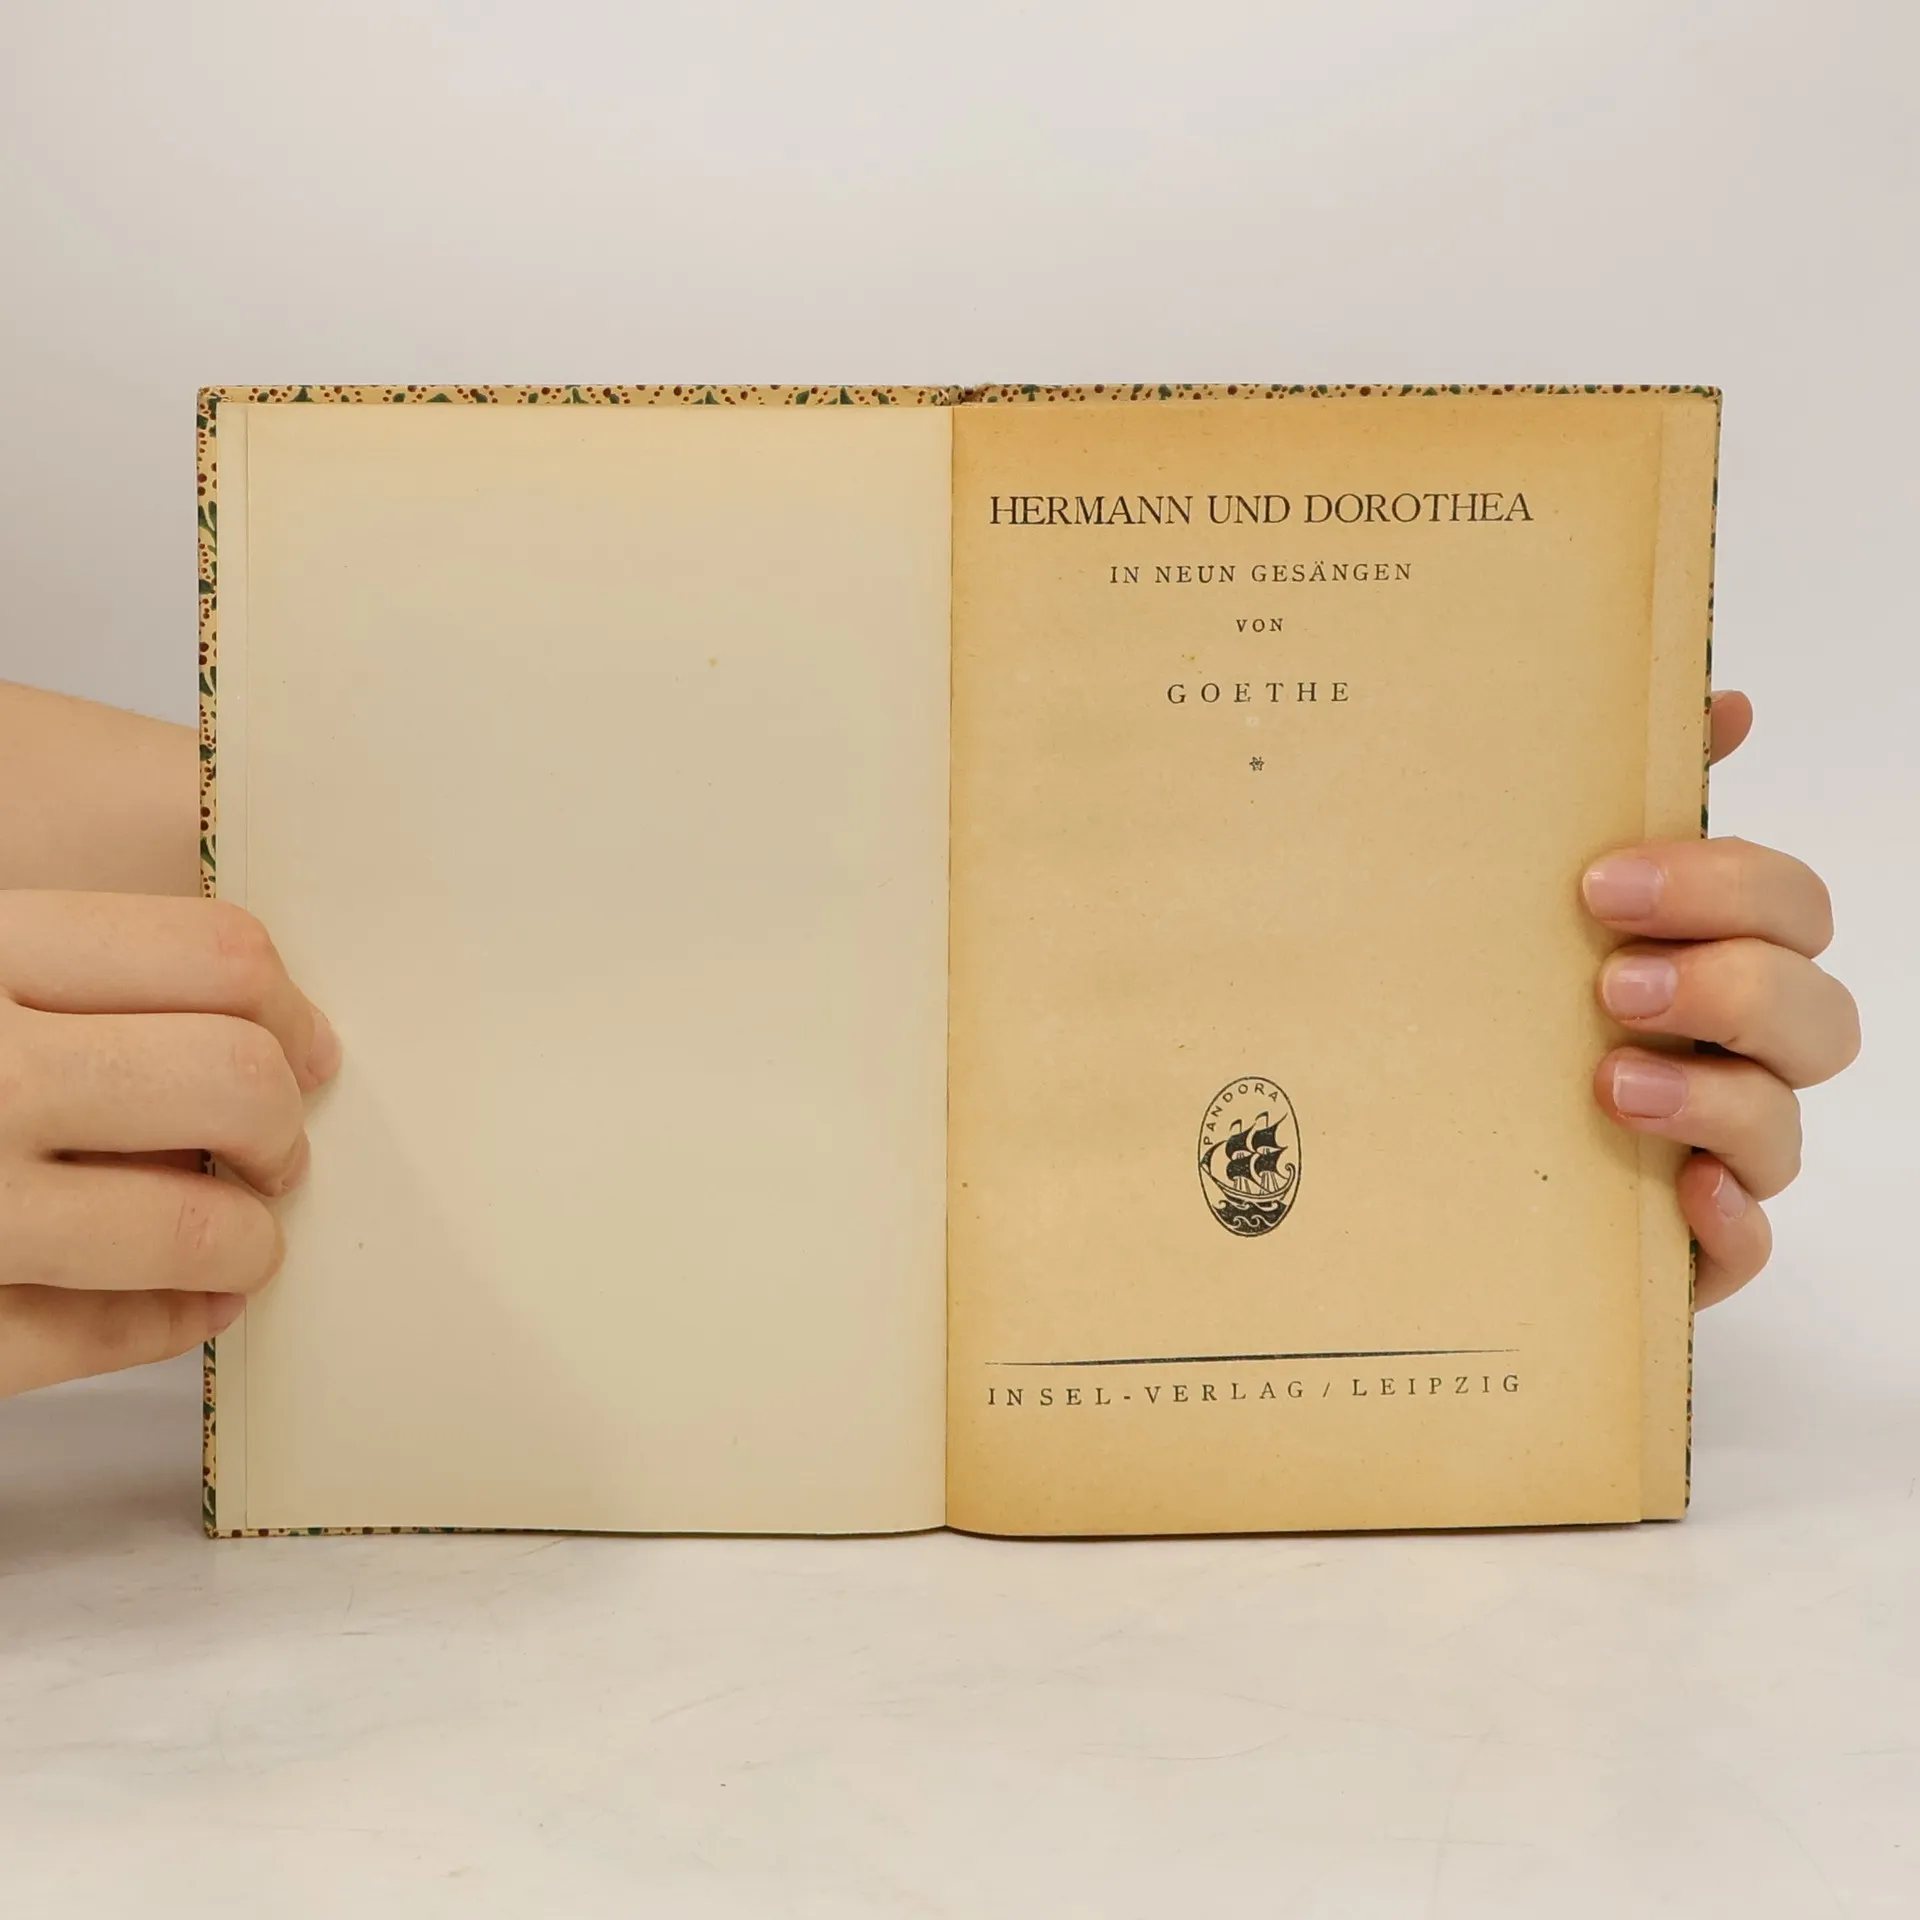 HERMANN UND DOROTHEA
IN NEUN GESÄNGEN
VON
GOETHE
PANDORA
INSEL-VERLAG / LEIPZIG